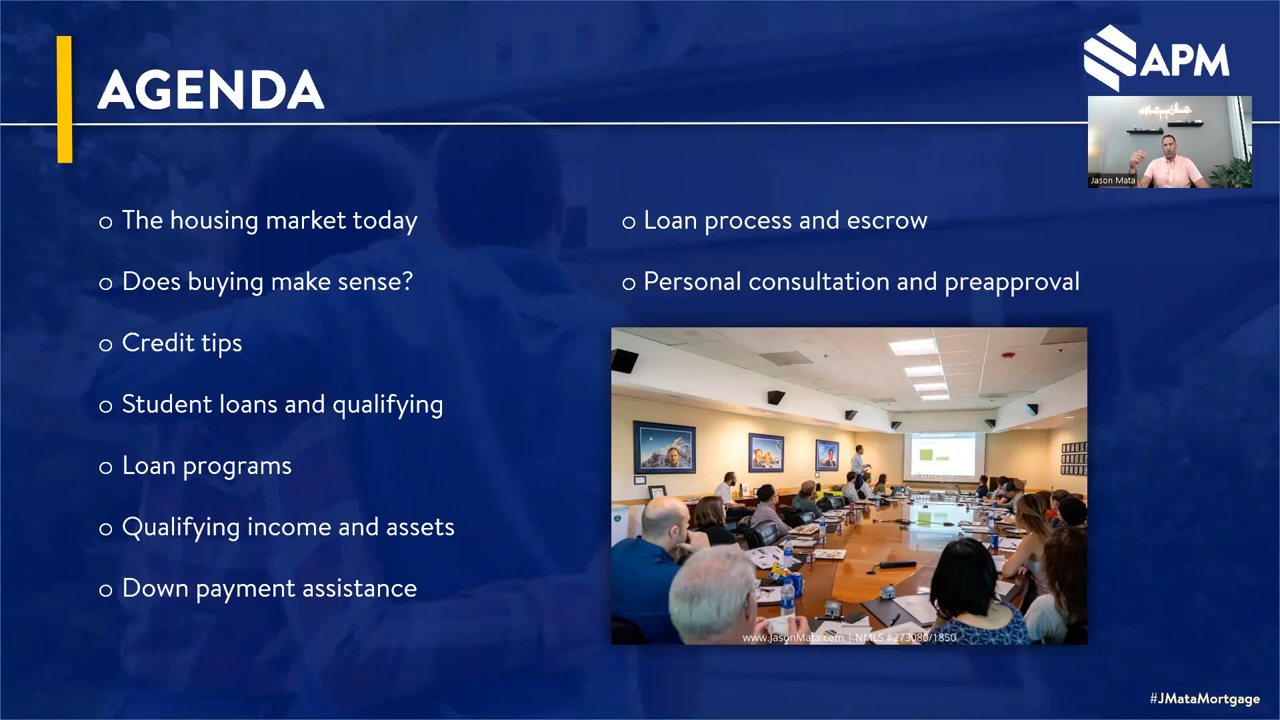 AGENDA
APM
Jason Mata
o The housing market today
o Does buying make sense?
o Credit tips
o Student loans and qualifying
o Loan programs
o Qualifying income and assets
o Down payment assistance
o Loan process and escrow
o Personal consultation and preapproval
www.JasonMata.com | NMLS #273080/1850
#JMataMortgage